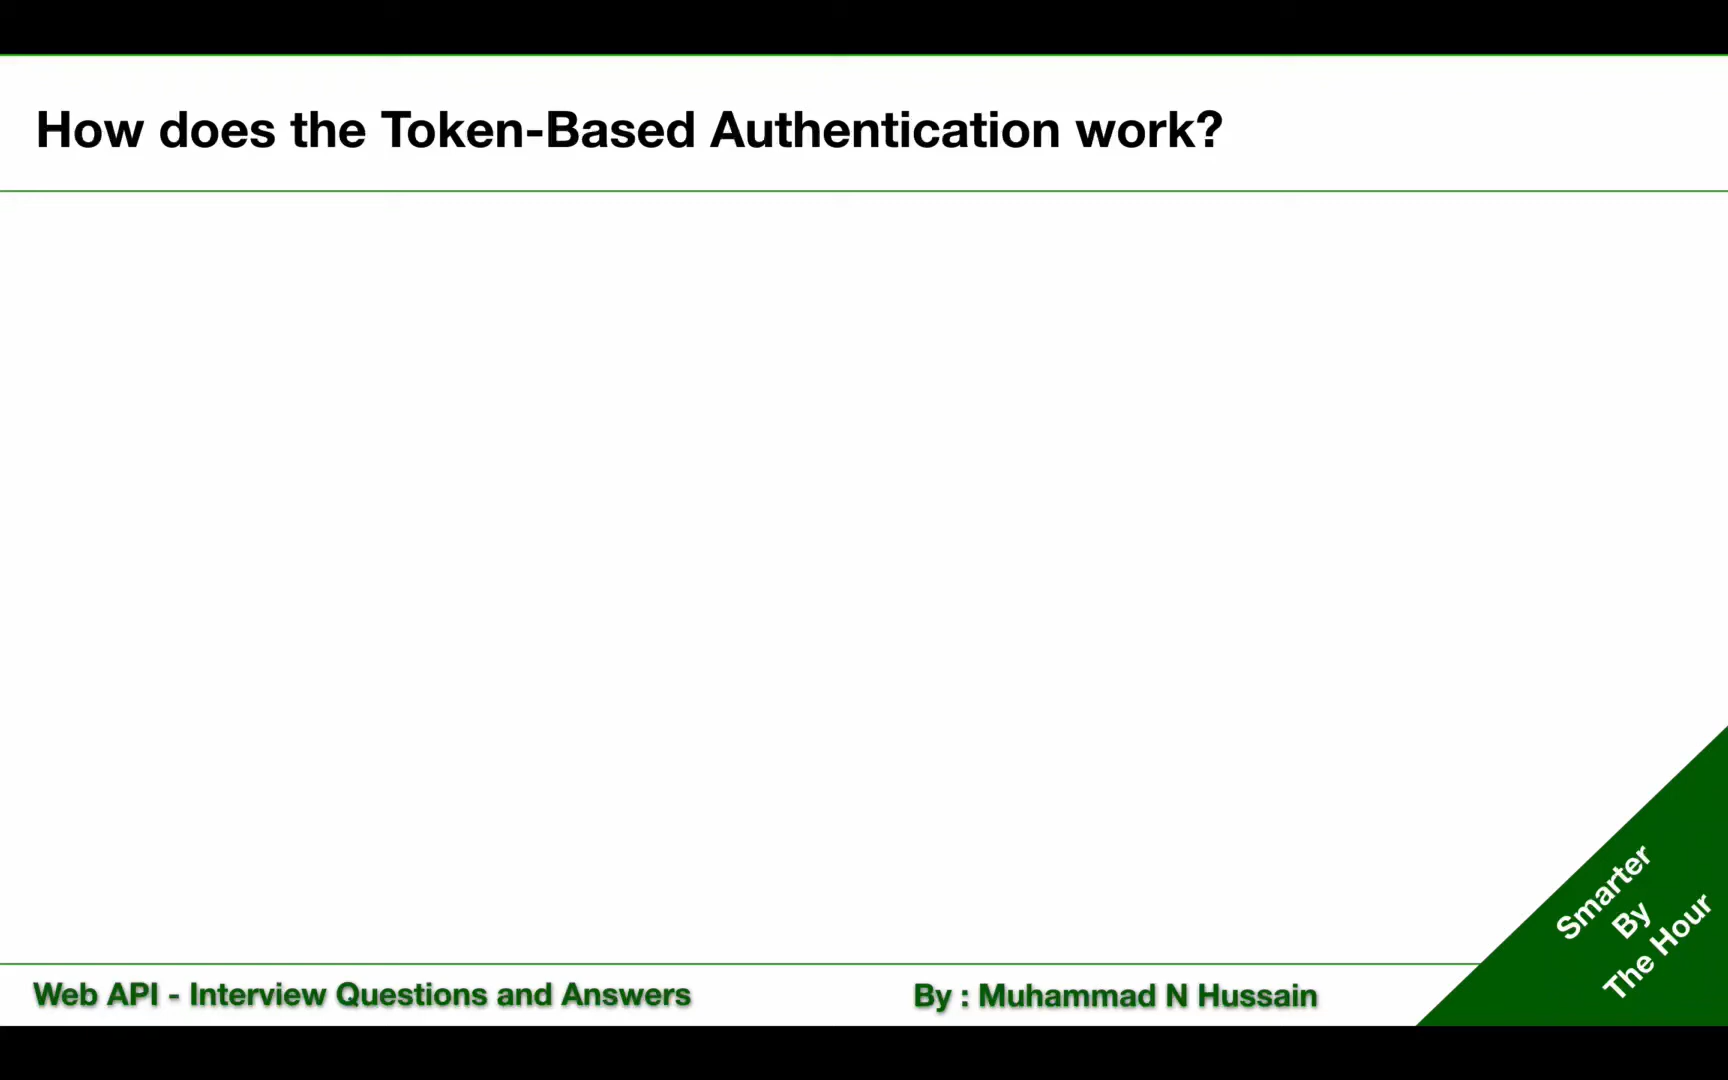 How does the Token-Based Authentication work?
Smarter
By
The Hour
Web API - Interview Questions and Answers
By : Muhammad N Hussain